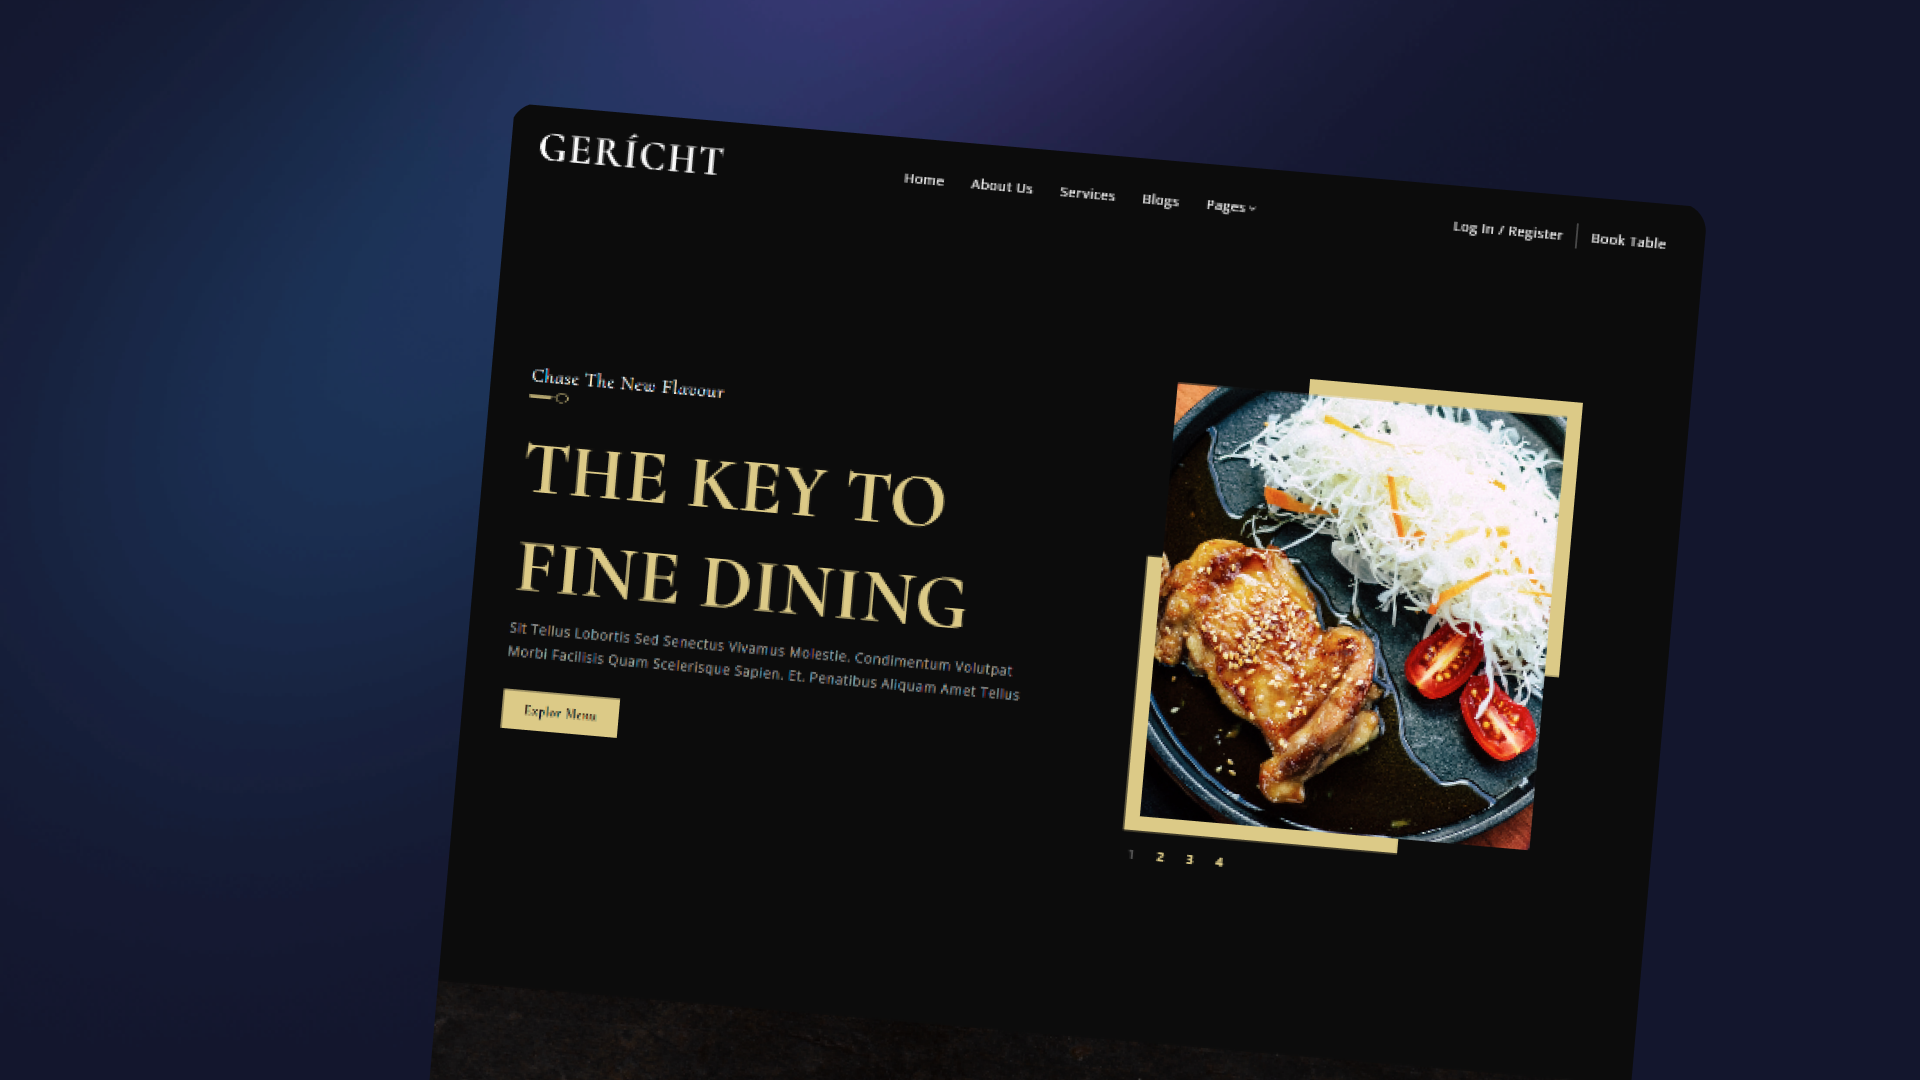 GERÍCHT
Home About Us Services Blogs Pages
Log In / Register Book Table
Chase The New Flavour
THE KEY TO
FINE DINING
Sit Tellus Lobortis Sed Senectus Vivamus Molestie. Condimentum Volutpat
Morbi Facilisis Quam Scelerisque Sapien. Et, Penatibus Aliquam Amet Tellus
Explor Menu
1 2 3 4